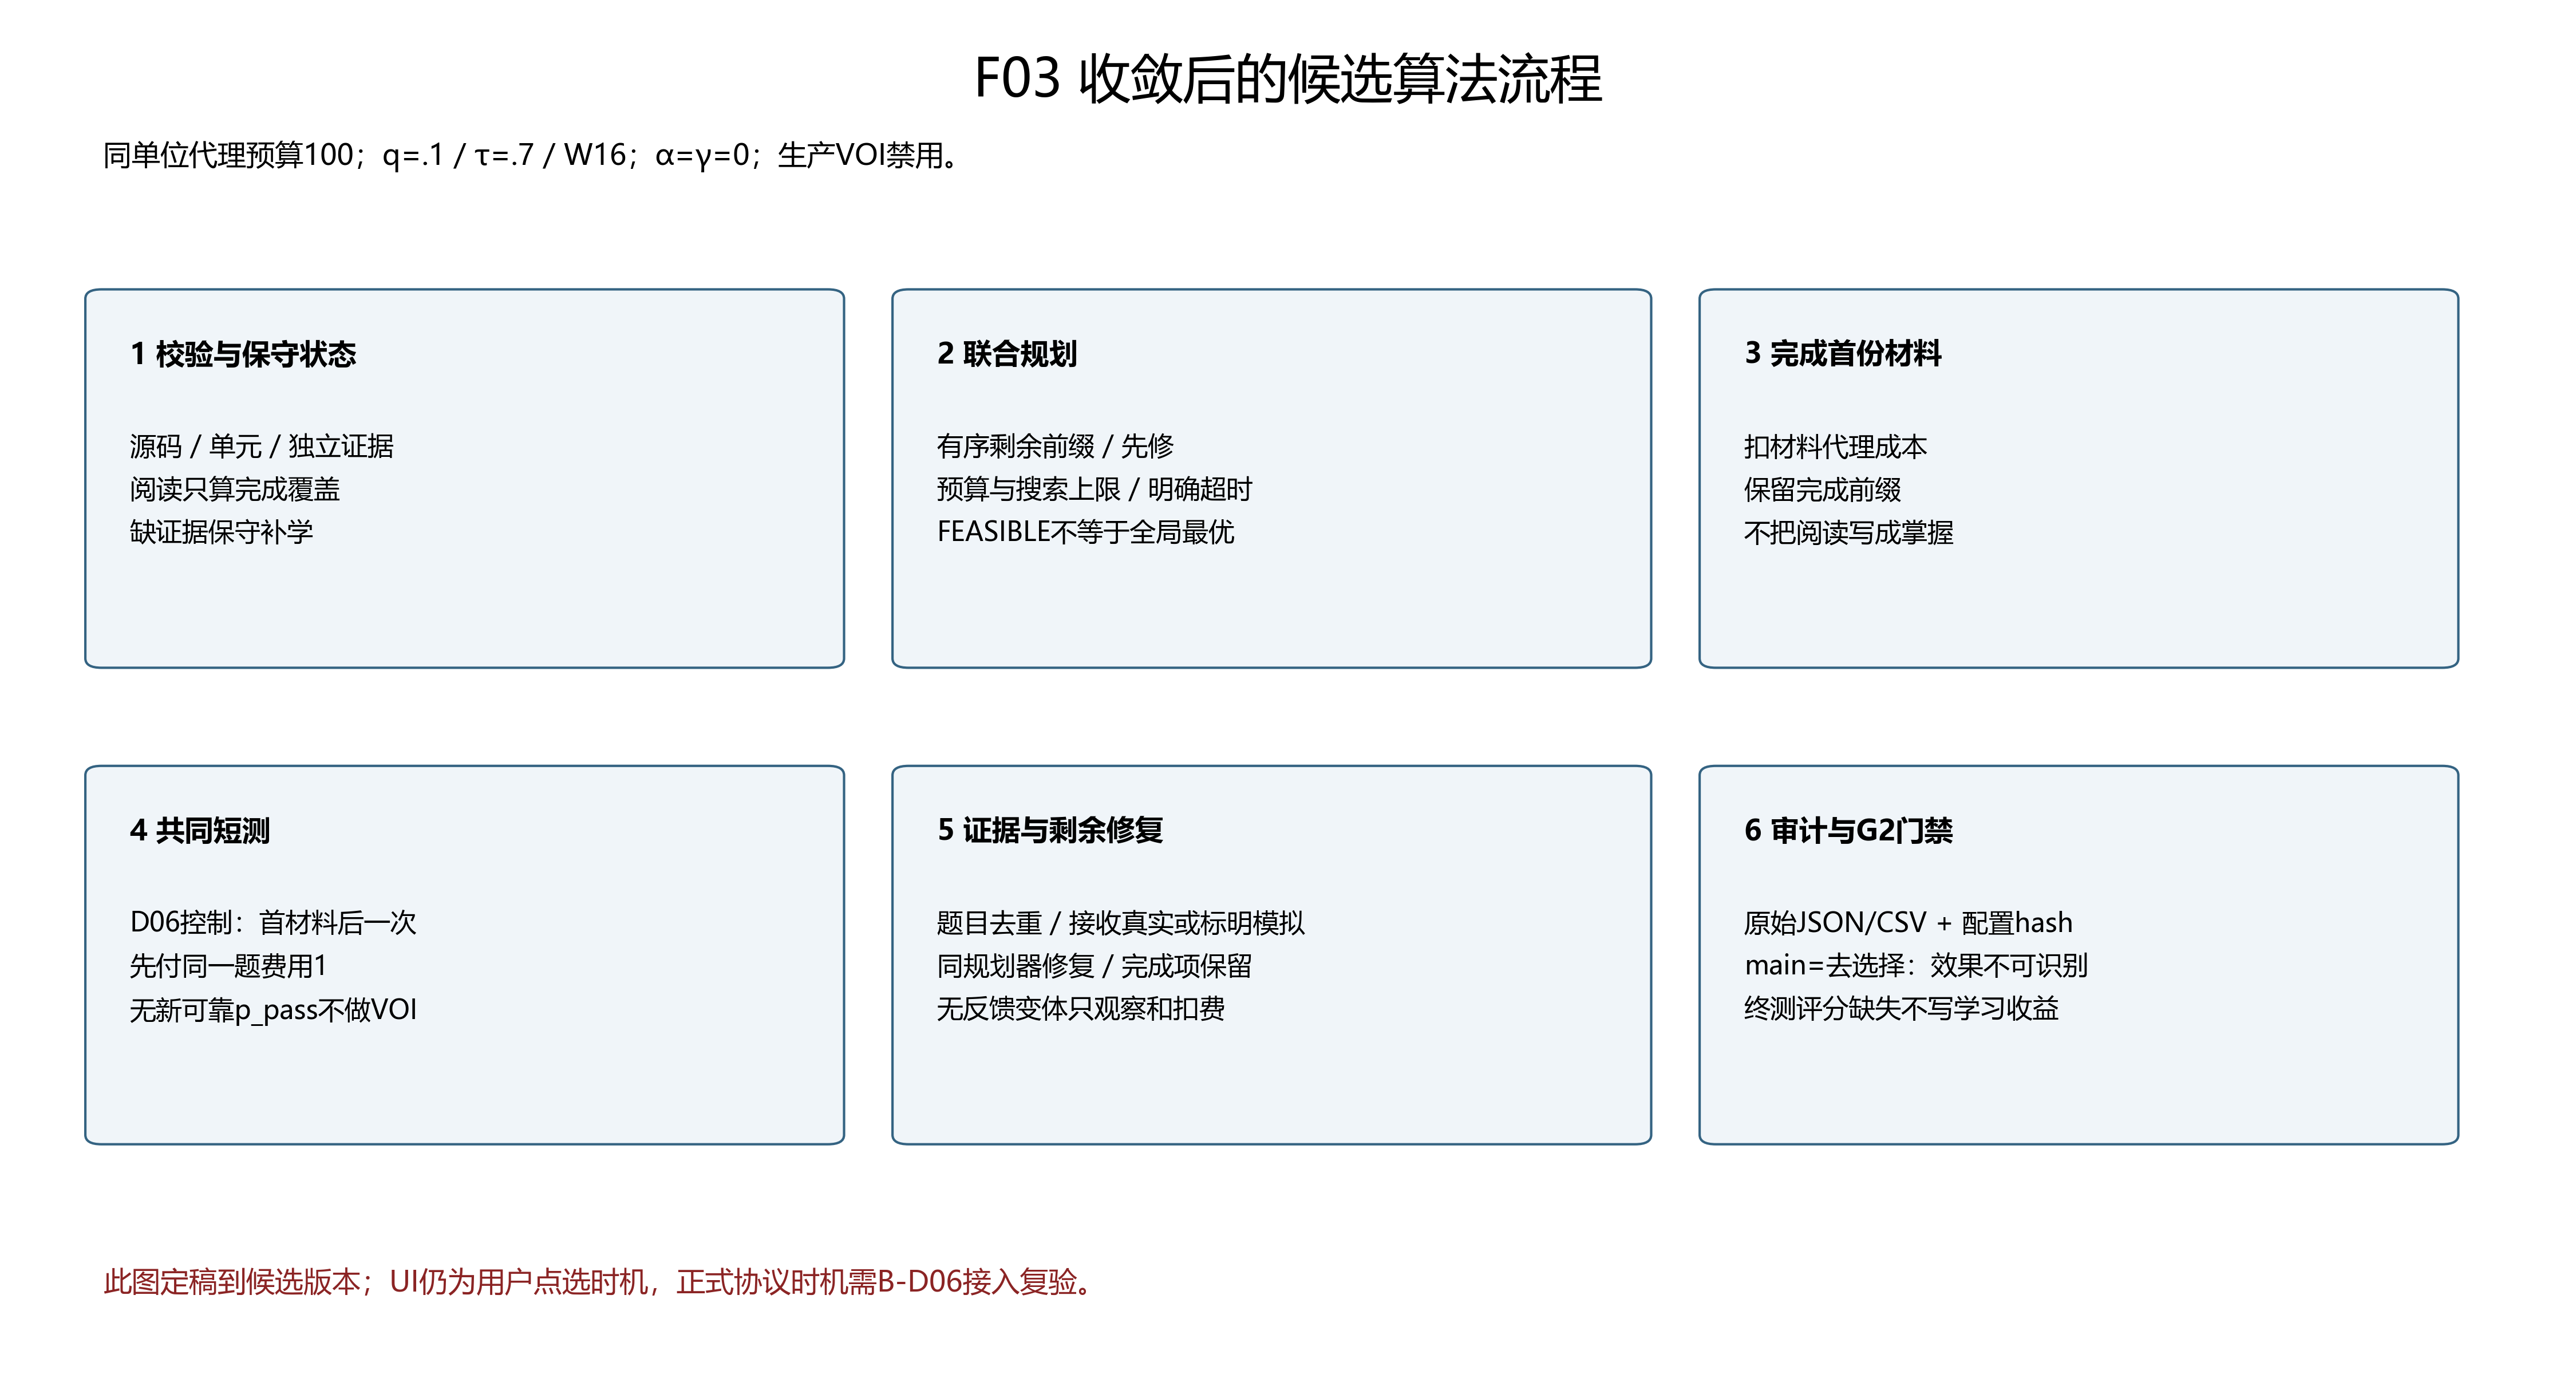 F03 收敛后的候选算法流程
同单位代理预算100；q=.1 / τ=.7 / W16；α=γ=0；生产VOI禁用。
1 校验与保守状态
源码 / 单元 / 独立证据
阅读只算完成覆盖
缺证据保守补学
2 联合规划
有序剩余前缀 / 先修
预算与搜索上限 / 明确超时
FEASIBLE不等于全局最优
3 完成首份材料
扣材料代理成本
保留完成前缀
不把阅读写成掌握
4 共同短测
D06控制：首材料后一次
先付同一题费用1
无新可靠p_pass不做VOI
5 证据与剩余修复
题目去重 / 接收真实或标明模拟
同规划器修复 / 完成项保留
无反馈变体只观察和扣费
6 审计与G2门禁
原始JSON/CSV + 配置hash
main=去选择：效果不可识别
终测评分缺失不写学习收益
此图定稿到候选版本；UI仍为用户点选时机，正式协议时机需B-D06接入复验。